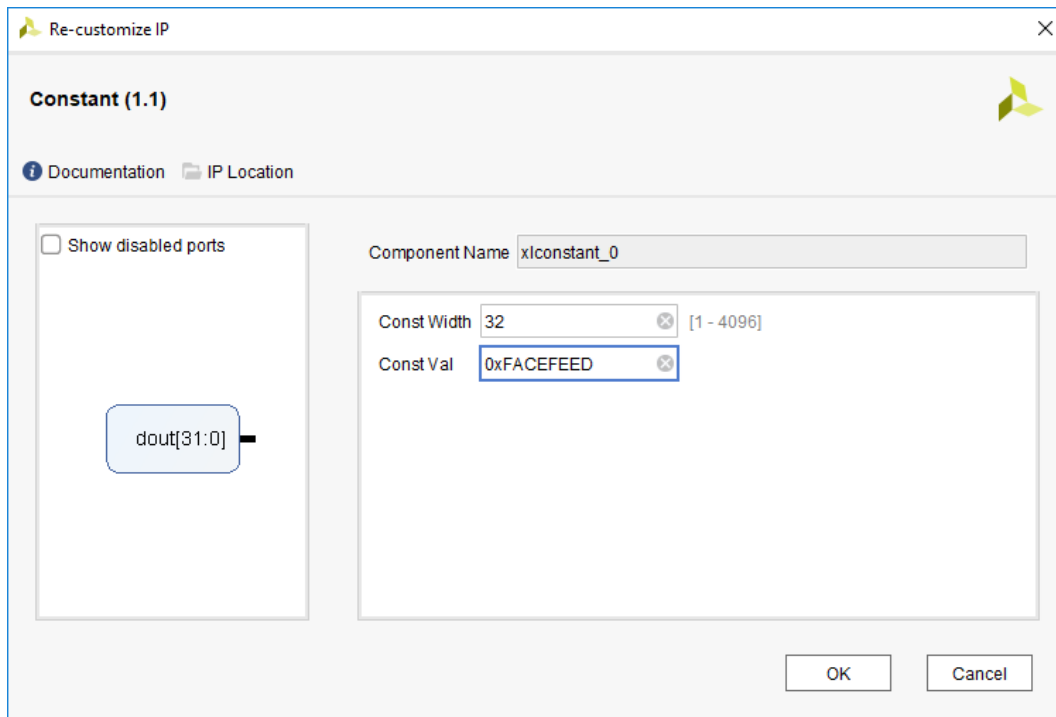 Re-customize IP
Constant (1.1)
Documentation IP Location
Show disabled ports
dout[31:0]
Component Name xlconstant_0
Const Width 32 [1 - 4096]
Const Val 0xFACEFEED
OK Cancel